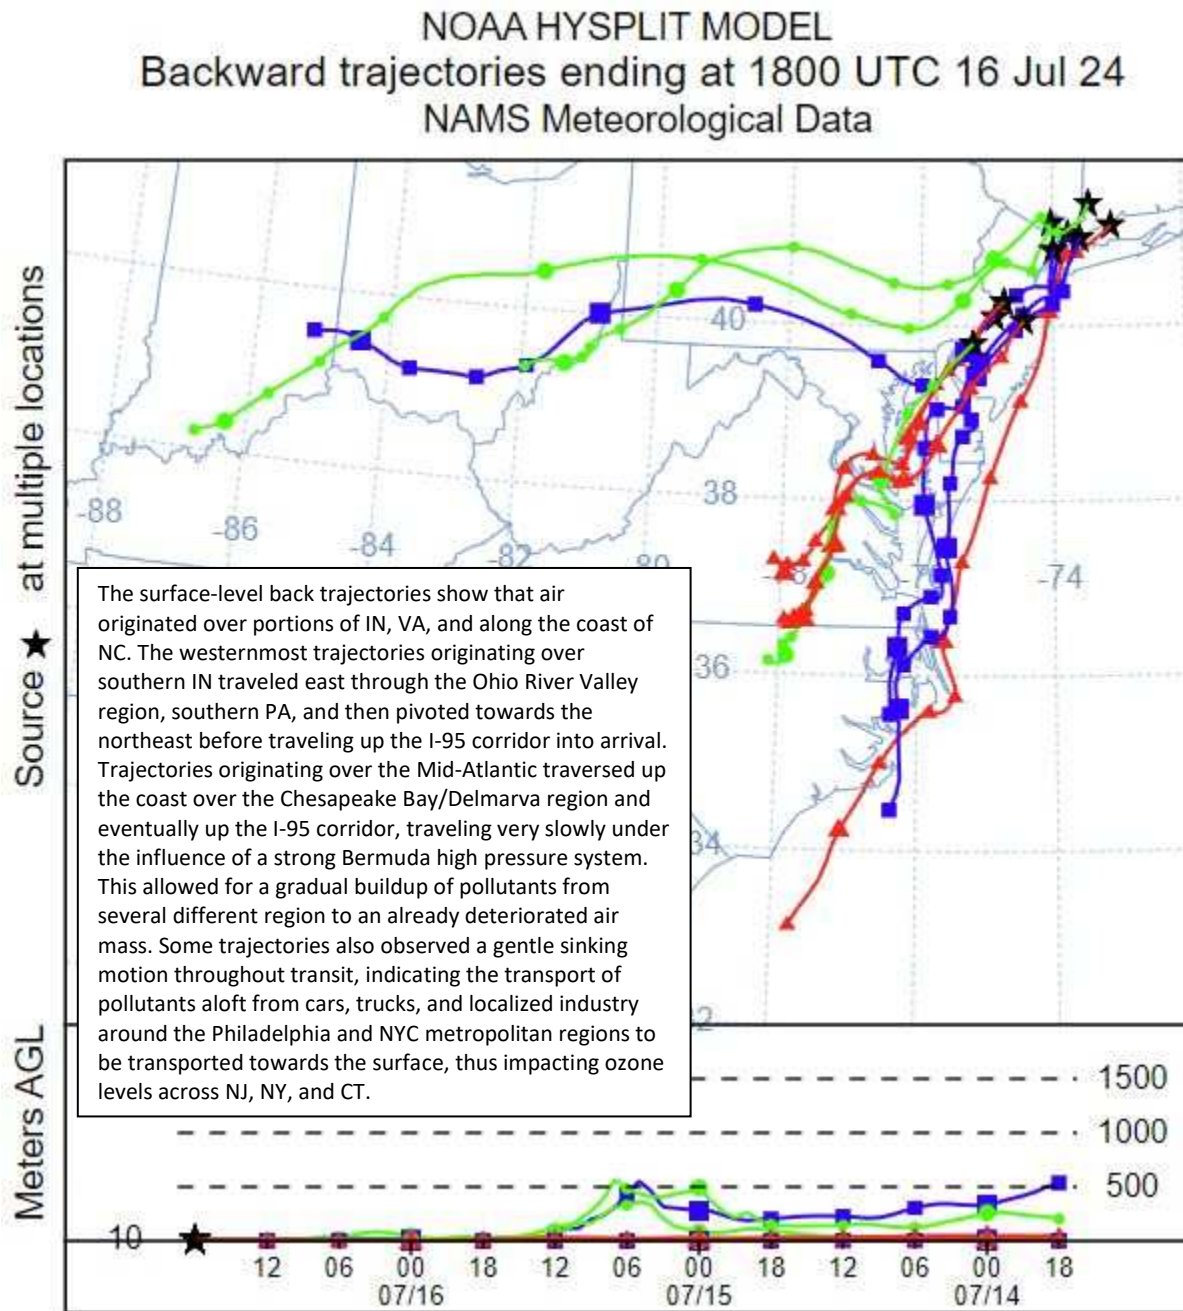 NOAA HYSPLIT MODEL
Backward trajectories ending at 1800 UTC 16 Jul 24
NAMS Meteorological Data
Source ★ at multiple locations
40
38
-88
-86
-84
-82
80
-74
36
34
The surface-level back trajectories show that air
originated over portions of IN, VA, and along the coast of
NC. The westernmost trajectories originating over
southern IN traveled east through the Ohio River Valley
region, southern PA, and then pivoted towards the
northeast before traveling up the I-95 corridor into arrival.
Trajectories originating over the Mid-Atlantic traversed up
the coast over the Chesapeake Bay/Delmarva region and
eventually up the I-95 corridor, traveling very slowly under
the influence of a strong Bermuda high pressure system.
This allowed for a gradual buildup of pollutants from
several different region to an already deteriorated air
mass. Some trajectories also observed a gentle sinking
motion throughout transit, indicating the transport of
pollutants aloft from cars, trucks, and localized industry
around the Philadelphia and NYC metropolitan regions to
be transported towards the surface, thus impacting ozone
levels across NJ, NY, and CT.
2
Meters AGL
1500
1000
500
10
12 06 00 18 12 06 00 18 12 06 00 18
07/16 07/15 07/14